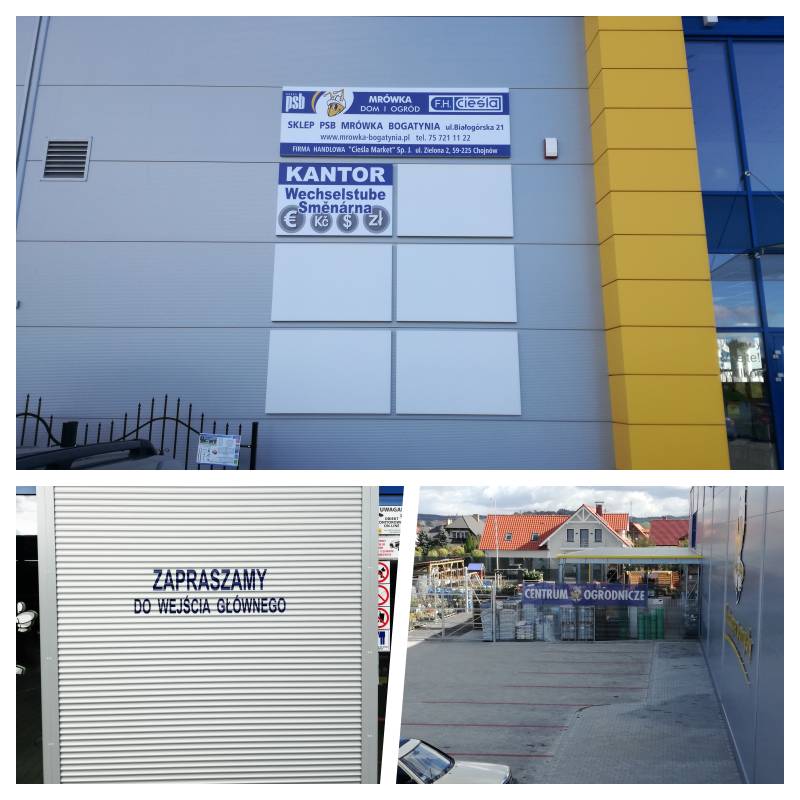 psb
MRÓWKA
DOM I OGRÓD
F.H. Cieśla
SKLEP PSB MRÓWKA BOGATYNIA ul.Białogórska 21
www.mrowka-bogatynia.pl tel. 75 721 11 22
FIRMA HANDLOWA "Cieśla Market" Sp. J. ul. Zielona 2, 59-225 Chojnów
KANTOR
Wechselstube
Směnárna
€ Kč $ zł
ZAPRASZAMY
DO WEJŚCIA GŁÓWNEGO
UWAGA
OBIEKT
CENTRUM OGRODNICZE